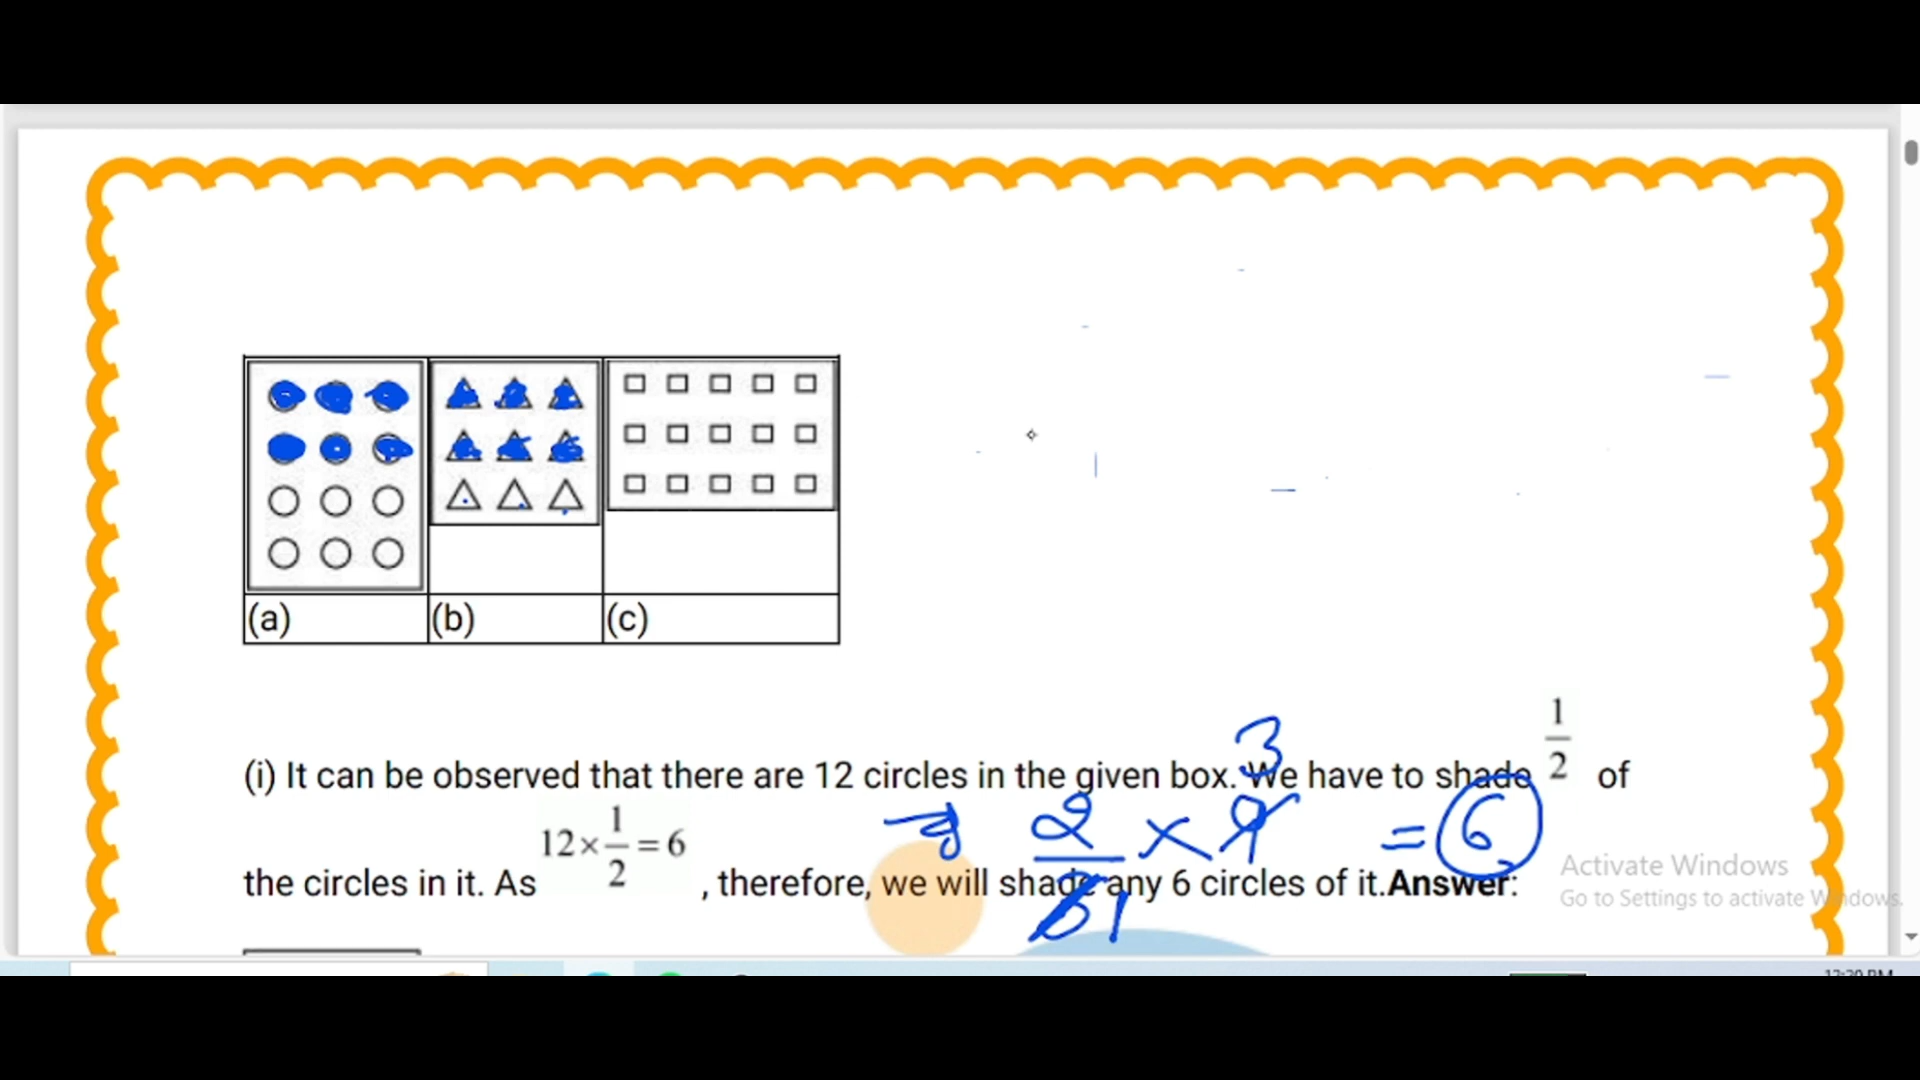 (a) (b) (c)
(i) It can be observed that there are 12 circles in the given box. We have to shade 1/2 of
the circles in it. As 12×1/2=6 , therefore, we will shade any 6 circles of it.Answer:
3
2/3 1 × 9 = 6
Activate Windows
Go to Settings to activate Windows.